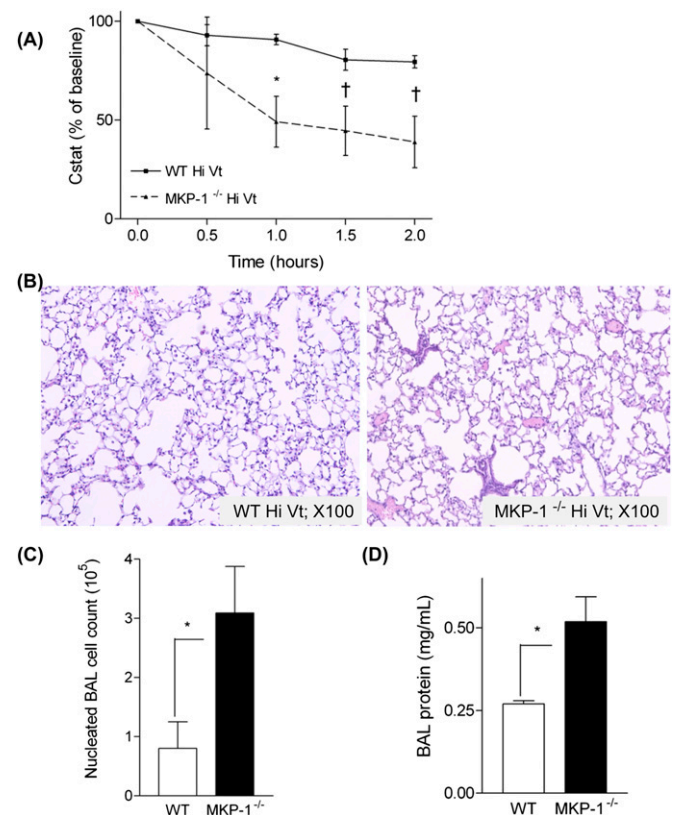 (A)
Cstat (% of baseline)
100
50
0
*
†
†
WT Hi Vt
MKP-1 -/- Hi Vt
0.0 0.5 1.0 1.5 2.0
Time (hours)
(B)
WT Hi Vt; X100
MKP-1 -/- Hi Vt; X100
(C)
Nucleated BAL cell count (10⁵)
4
3
2
1
0
*
WT MKP-1-/-
(D)
BAL protein (mg/mL)
0.50
0.25
0.00
*
WT MKP-1-/-